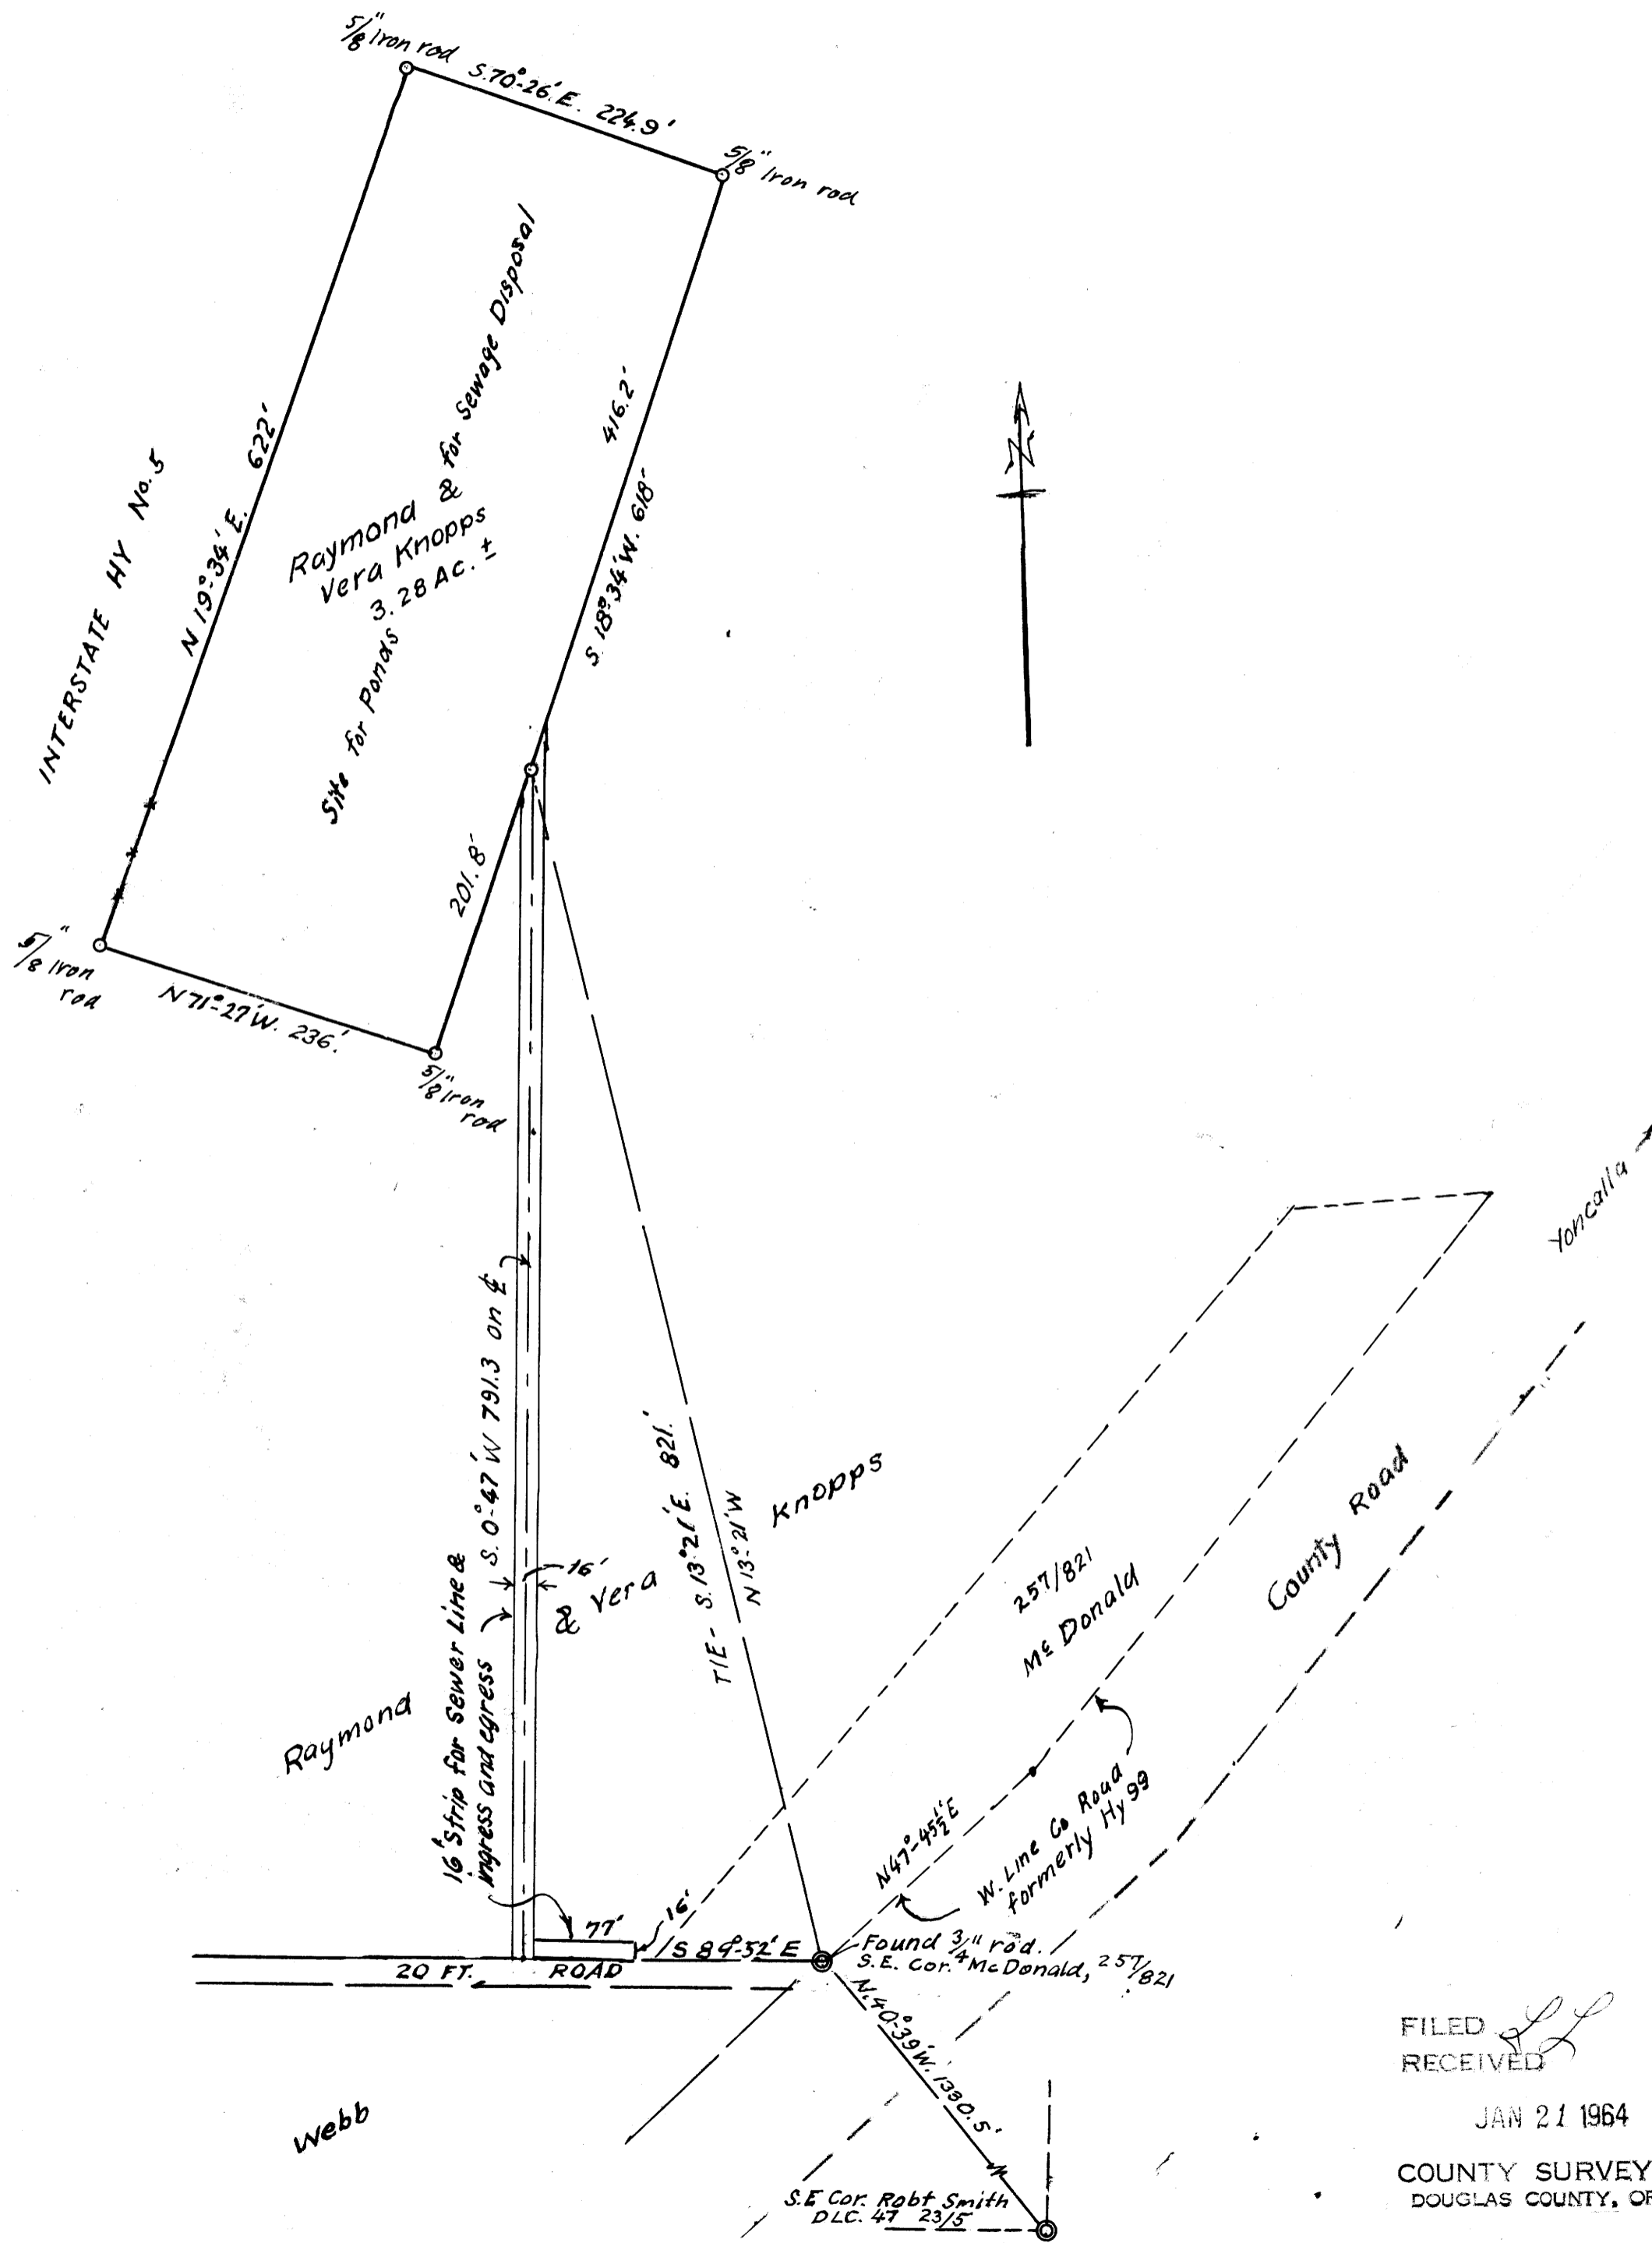 5/8" Iron rod
S.70°-26'.E. 224.9'
5/8" Iron rod
INTERSTATE HY No. 5
N 19°-34' E. 622'
Raymond &
Vera Knopps
3.28 Ac. ±
Site for Ponds for Sewage Disposal
416.2'
S. 18°-34' W. 618'
201.8'
5/8" Iron
rod
N 71°-27' W. 236.'
5/8" Iron
rod
Yoncalla
S. 0°-47' W 791.3 on ℄
16' Strip for Sewer Line &
ingress and egress
16'
Raymond & Vera Knopps
TIE - S. 13°-21' E. 821.'
N 13°-21' W
257/821
Mc Donald
County Road
N47°-45½' E
W. Line Co Road
formerly Hy 99
77'
16'
S 89°-52' E
20 FT. ROAD
Found 3/4" rod.
S.E. Cor. McDonald, 257/821
N.40°-39' W. 1330.5'
Webb
S.E Cor. Robt Smith
DLC. 47 23/5
N
FILED
RECEIVED
JAN 21 1964
COUNTY SURVEY
DOUGLAS COUNTY, OR